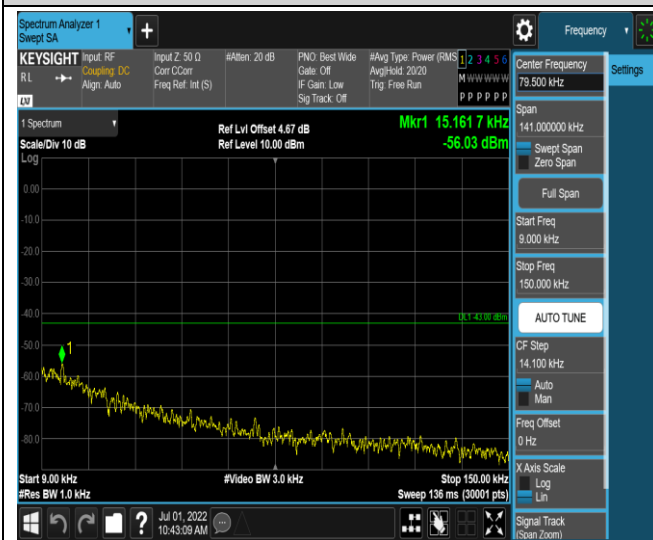 Spectrum Analyzer 1
Swept SA
+
Frequency
KEYSIGHT
RL
LXI
Input: RF
Coupling: DC
Align: Auto
Input Z: 50 Ω
Corr CCorr
Freq Ref: Int (S)
#Atten: 20 dB
PNO: Best Wide
Gate: Off
IF Gain: Low
Sig Track: Off
#Avg Type: Power (RMS
Avg|Hold: 20/20
Trig: Free Run
1 2 3 4 5 6
M W W W W W
P P P P P P
1 Spectrum
Scale/Div 10 dB
Log
Ref Lvl Offset 4.67 dB
Ref Level 10.00 dBm
Mkr1 15.161 7 kHz
-56.03 dBm
0.00
-10.0
-20.0
-30.0
-40.0
-50.0
-60.0
-70.0
-80.0
DL1 -43.00 dBm
1
Start 9.00 kHz
#Res BW 1.0 kHz
#Video BW 3.0 kHz
Stop 150.00 kHz
Sweep 136 ms (30001 pts)
Jul 01, 2022
10:43:09 AM
?
Center Frequency
79.500 kHz
Settings
Span
141.000000 kHz
Swept Span
Zero Span
Full Span
Start Freq
9.000 kHz
Stop Freq
150.000 kHz
AUTO TUNE
CF Step
14.100 kHz
Auto
Man
Freq Offset
0 Hz
X Axis Scale
Log
Lin
Signal Track
(Span Zoom)